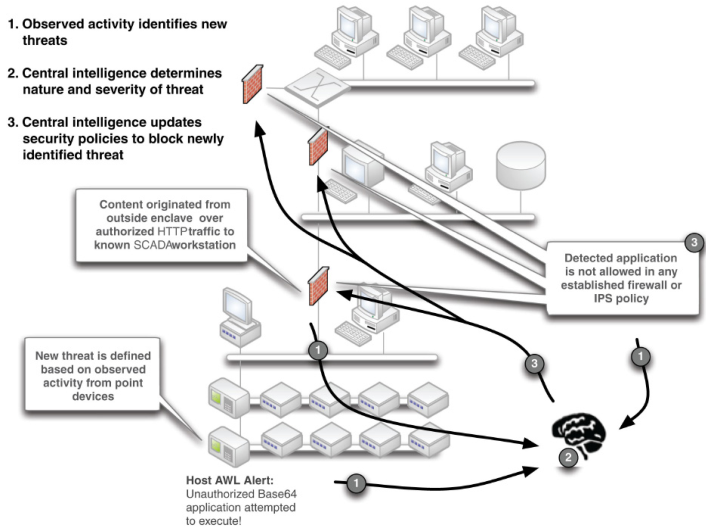 1. Observed activity identifies new
threats
2. Central intelligence determines
nature and severity of threat
3. Central intelligence updates
security policies to block newly
identified threat
Content originated from
outside enclave over
authorized HTTP traffic to
known SCADA workstation
3
Detected application
is not allowed in any
established firewall or
IPS policy
New threat is defined
based on observed
activity from point
devices
1
3
1
2
Host AWL Alert:
Unauthorized Base64
application attempted
to execute!
1